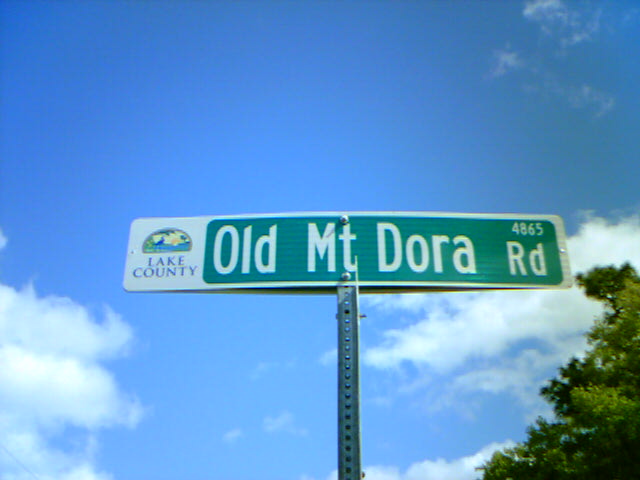 LAKE
COUNTY
Old Mt Dora Rd
4865